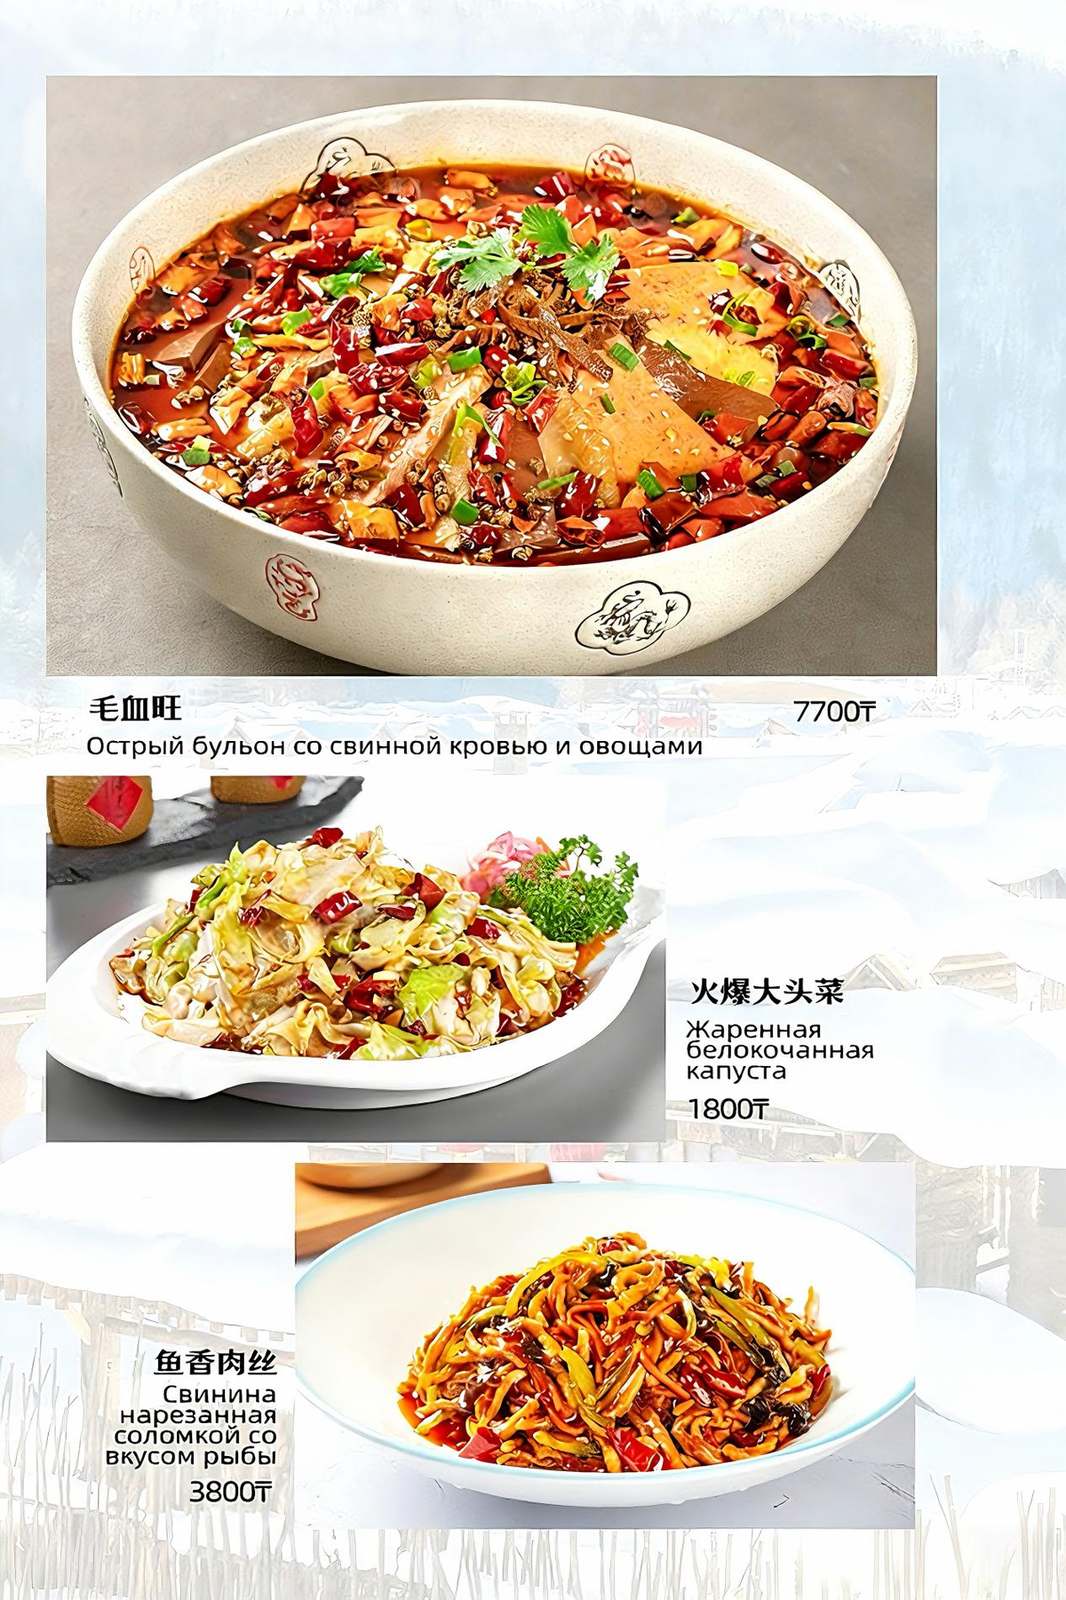 毛血旺
7700₸
Острый бульон со свинной кровью и овощами
火爆大头菜
Жаренная
белокочанная
капуста
1800₸
鱼香肉丝
Свинина
нарезанная
соломкой со
вкусом рыбы
3800₸